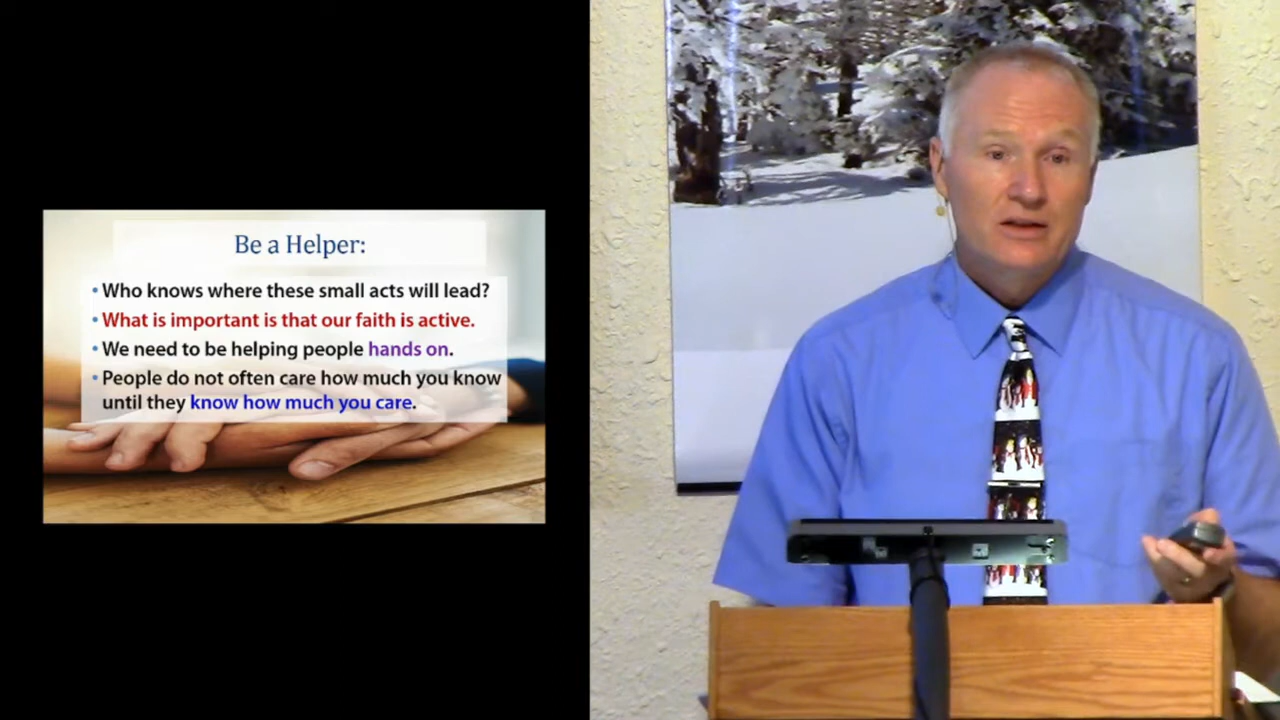 Be a Helper:
• Who knows where these small acts will lead?
• What is important is that our faith is active.
• We need to be helping people hands on.
• People do not often care how much you know
until they know how much you care.